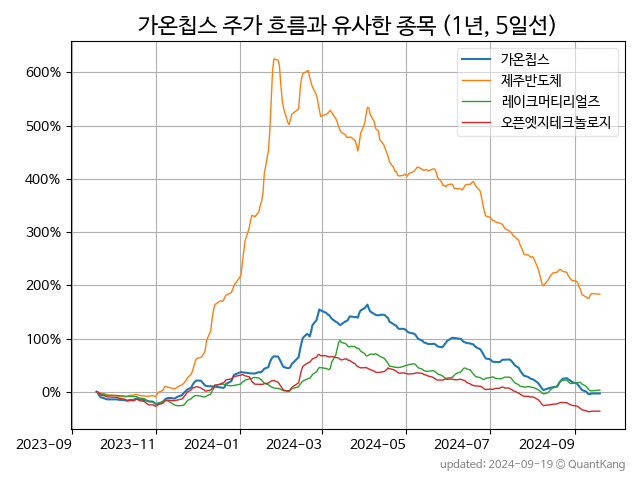 가온칩스 주가 흐름과 유사한 종목 (1년, 5일선)
가온칩스
제주반도체
레이크머티리얼즈
오픈엣지테크놀로지
600%
500%
400%
300%
200%
100%
0%
2023-09
2023-11
2024-01
2024-03
2024-05
2024-07
2024-09
updated: 2024-09-19 © QuantKang